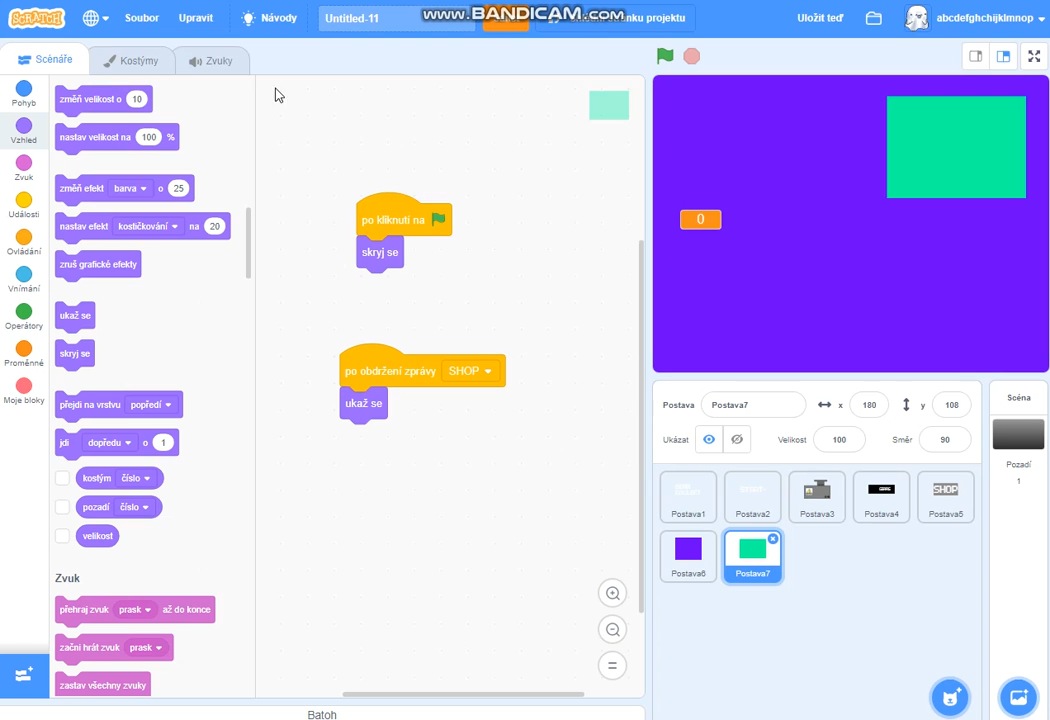 SCRATCH
Soubor
Upravit
Návody
Untitled-11
www.BANDICAM.com
nku projektu
Uložit teď
abcdefghchijklmnop
Scénáře
Kostýmy
Zvuky
Pohyb
Vzhled
Zvuk
Události
Ovládání
Vnímání
Operátory
Proměnné
Moje bloky
změň velikost o 10
nastav velikost na 100 %
změň efekt barva o 25
nastav efekt kostičkování na 20
zruš grafické efekty
ukaž se
skryj se
přejdi na vrstvu popředí
jdi dopředu o 1
kostým číslo
pozadí číslo
velikost
Zvuk
přehraj zvuk prask až do konce
začni hrát zvuk prask
zastav všechny zvuky
po kliknutí na
skryj se
po obdržení zprávy SHOP
ukaž se
Batoh
0
Postava Postava7 x 180 y 108
Ukázat Velikost 100 Směr 90
Postava1
Postava2
Postava3
Postava4
SHOP
Postava5
Postava6
Postava7
Scéna
Pozadí
1